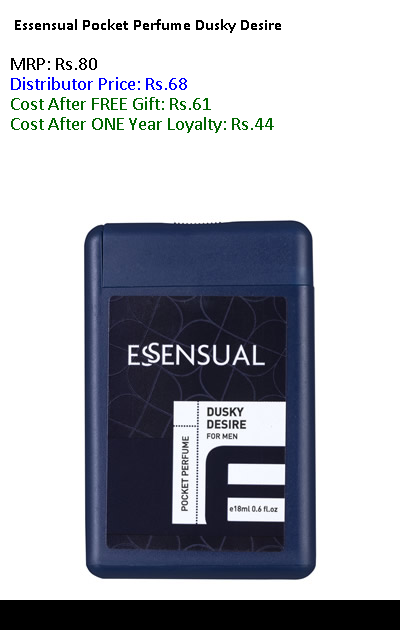 Essensual Pocket Perfume Dusky Desire
MRP: Rs.80
Distributor Price: Rs.68
Cost After FREE Gift: Rs.61
Cost After ONE Year Loyalty: Rs.44
ESSENSUAL
DUSKY
DESIRE
FOR MEN
POCKET PERFUME
e18ml 0.6 fl.oz